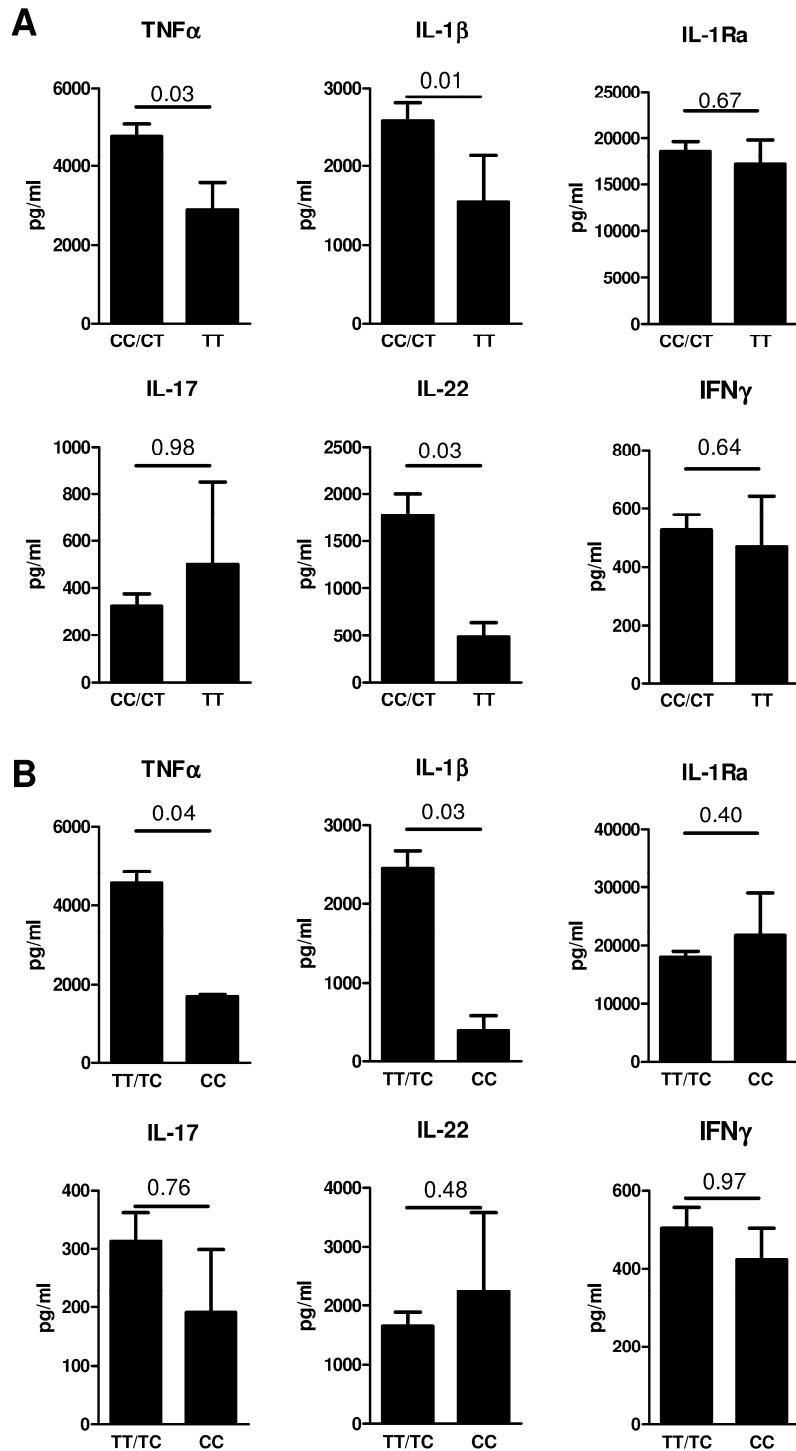 A
TNFα
IL-1β
IL-1Ra
6000
4000
2000
0
pg/ml
0.03
CC/CT
TT
3000
2000
1000
0
pg/ml
0.01
CC/CT
TT
25000
20000
15000
10000
5000
0
pg/ml
0.67
CC/CT
TT
IL-17
IL-22
IFNγ
1000
800
600
400
200
0
pg/ml
0.98
CC/CT
TT
2500
2000
1500
1000
500
0
pg/ml
0.03
CC/CT
TT
800
600
400
200
0
pg/ml
0.64
CC/CT
TT
B
TNFα
IL-1β
IL-1Ra
6000
4000
2000
0
pg/ml
0.04
TT/TC
CC
3000
2000
1000
0
pg/ml
0.03
TT/TC
CC
40000
30000
20000
10000
0
pg/ml
0.40
TT/TC
CC
IL-17
IL-22
IFNγ
400
300
200
100
0
pg/ml
0.76
TT/TC
CC
4000
3000
2000
1000
0
pg/ml
0.48
TT/TC
CC
600
400
200
0
pg/ml
0.97
TT/TC
CC